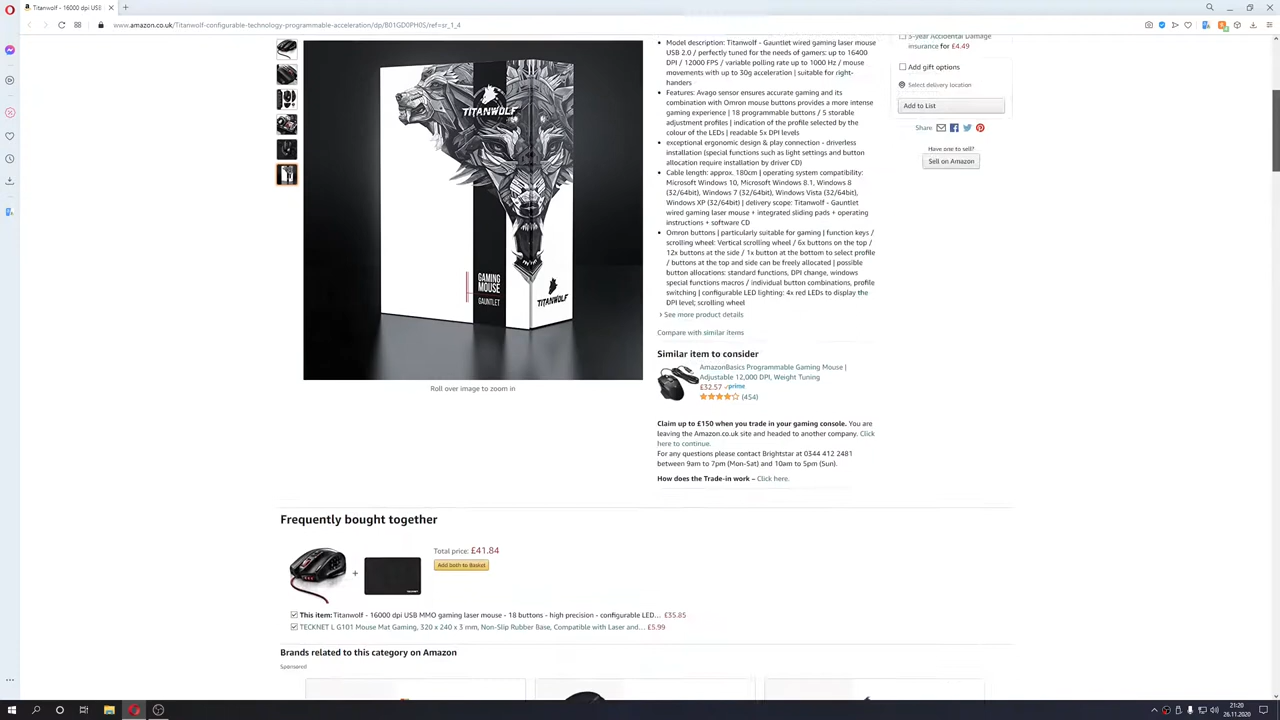 Titanwolf - 16000 dpi USB
www.amazon.co.uk/Titanwolf-configurable-technology-programmable-acceleration/dp/B01GD0PH0S/ref=sr_1_4
TITANWOLF
GAMING
MOUSE
GAUNTLET
TITANWOLF
Roll over image to zoom in
Model description: Titanwolf - Gauntlet wired gaming laser mouse
USB 2.0 / perfectly tuned for the needs of gamers: up to 16400
DPI / 12000 FPS / variable polling rate up to 1000 Hz / mouse
movements with up to 30g acceleration | suitable for right-
handers
Features: Avago sensor ensures accurate gaming and its
combination with Omron mouse buttons provides a more intense
gaming experience | 18 programmable buttons / 5 storable
adjustment profiles | indication of the profile selected by the
colour of the LEDs | readable 5x DPI levels
exceptional ergonomic design & play connection - driverless
installation (special functions such as light settings and button
allocation require installation by driver CD)
Cable length: approx. 180cm | operating system compatibility:
Microsoft Windows 10, Microsoft Windows 8.1, Windows 8
(32/64bit), Windows 7 (32/64bit), Windows Vista (32/64bit),
Windows XP (32/64bit) | delivery scope: Titanwolf - Gauntlet
wired gaming laser mouse + integrated sliding pads + operating
instructions + software CD
Omron buttons | particularly suitable for gaming | function keys /
scrolling wheel: Vertical scrolling wheel / 6x buttons on the top /
12x buttons at the side / 1x button at the bottom to select profile
/ buttons at the top and side can be freely allocated | possible
button allocations: standard functions, DPI change, windows
special functions macros / individual button combinations, profile
switching | configurable LED lighting: 4x red LEDs to display the
DPI level; scrolling wheel
› See more product details
Compare with similar items
Similar item to consider
AmazonBasics Programmable Gaming Mouse |
Adjustable 12,000 DPI, Weight Tuning
£32.57 prime
(454)
Claim up to £150 when you trade in your gaming console. You are
leaving the Amazon.co.uk site and headed to another company. Click
here to continue.
For any questions please contact Brightstar at 0344 412 2481
between 9am to 7pm (Mon-Sat) and 10am to 5pm (Sun).
How does the Trade-in work – Click here.
3-year Accidental Damage
insurance for £4.49
Add gift options
Select delivery location
Add to List
Share:
Have one to sell?
Sell on Amazon
Frequently bought together
+
Total price: £41.84
Add both to Basket
This item: Titanwolf - 16000 dpi USB MMO gaming laser mouse - 18 buttons - high precision - configurable LED… £35.85
TECKNET L G101 Mouse Mat Gaming, 320 x 240 x 3 mm, Non-Slip Rubber Base, Compatible with Laser and… £5.99
Brands related to this category on Amazon
Sponsored
21:20
26.11.2020